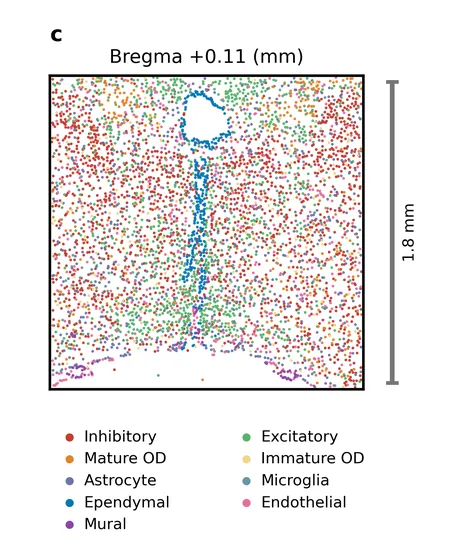 c
Bregma +0.11 (mm)
1.8 mm
Inhibitory
Excitatory
Mature OD
Immature OD
Astrocyte
Microglia
Ependymal
Endothelial
Mural